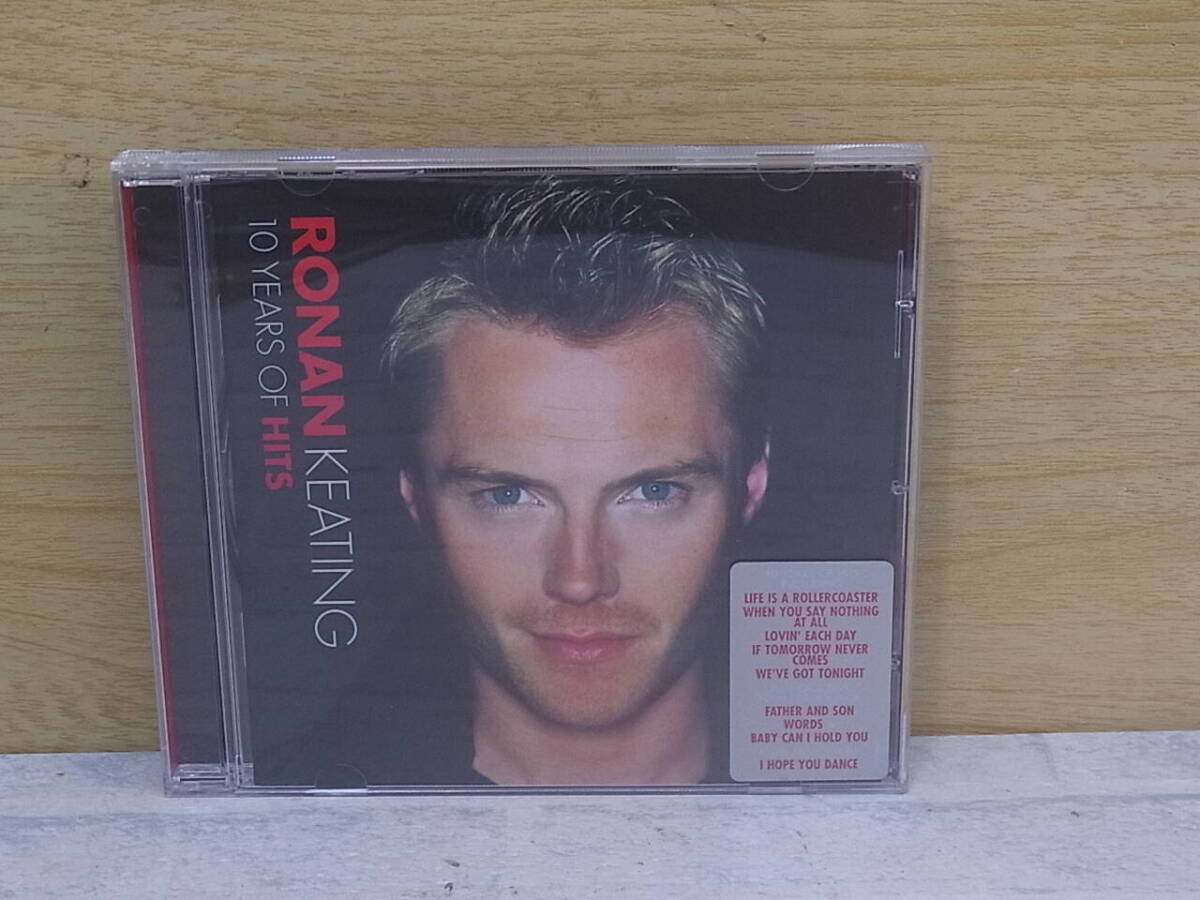 RONAN KEATING
10 YEARS OF HITS
LIFE IS A ROLLERCOASTER
WHEN YOU SAY NOTHING
AT ALL
LOVIN' EACH DAY
IF TOMORROW NEVER
COMES
WE'VE GOT TONIGHT
FATHER AND SON
WORDS
BABY CAN I HOLD YOU
I HOPE YOU DANCE